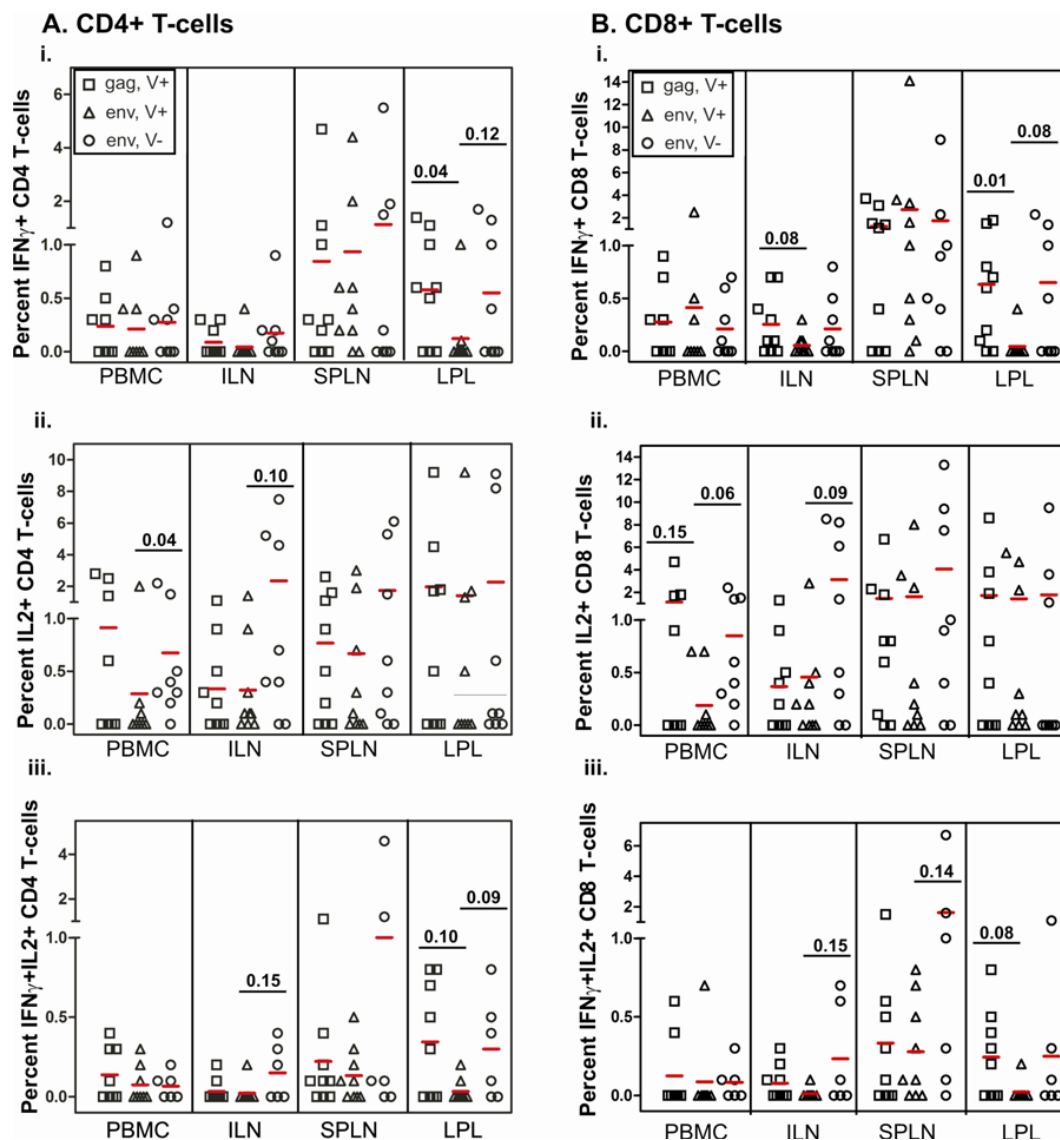 A. CD4+ T-cells
i.
Percent IFNγ+ CD4 T-cells
6
4
2
1.0
0.5
0.0
gag, V+
env, V+
env, V-
0.04
0.12
PBMC ILN SPLN LPL
ii.
Percent IL2+ CD4 T-cells
10
8
6
4
2
1.0
0.5
0.0
0.04
0.10
PBMC ILN SPLN LPL
iii.
Percent IFNγ+IL2+ CD4 T-cells
4
2
1.0
0.5
0.0
0.15
0.10
0.09
PBMC ILN SPLN LPL
B. CD8+ T-cells
i.
Percent IFNγ+ CD8 T-cells
14
12
10
8
6
4
2
1.0
0.5
0.0
gag, V+
env, V+
env, V-
0.08
0.01
0.08
PBMC ILN SPLN LPL
ii.
Percent IL2+ CD8 T-cells
14
12
10
8
6
4
2
1.0
0.5
0.0
0.15
0.06
0.09
PBMC ILN SPLN LPL
iii.
Percent IFNγ+IL2+ CD8 T-cells
6
4
2
1.0
0.5
0.0
0.15
0.14
0.08
PBMC ILN SPLN LPL